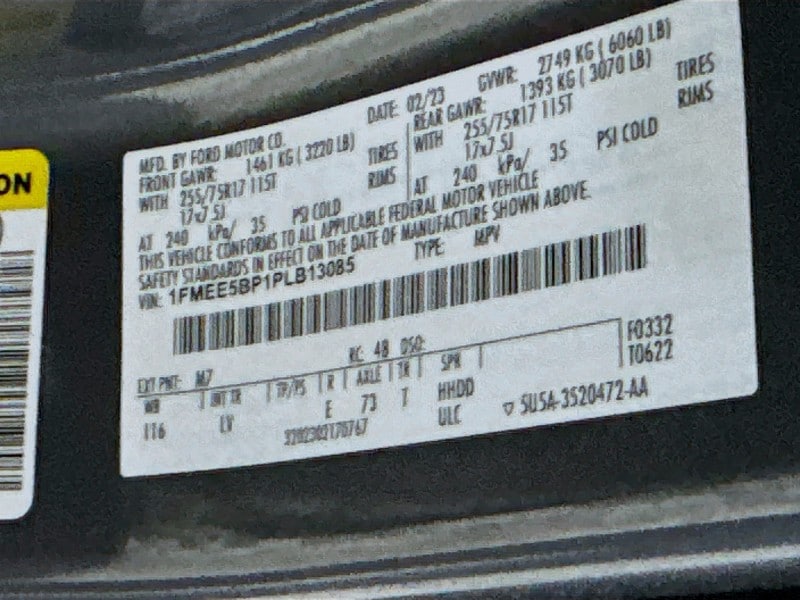 ON
MFD. BY FORD MOTOR CO.
DATE: 02/23
GVWR: 2749 KG ( 6060 LB)
FRONT GAWR: 1461 KG ( 3220 LB)
WITH 255/75R17 115T TIRES
17x7.5J RIMS
AT 240 kPa/ 35 PSI COLD
REAR GAWR: 1393 KG ( 3070 LB)
WITH 255/75R17 115T TIRES
17x7.5J RIMS
AT 240 kPa/ 35 PSI COLD
THIS VEHICLE CONFORMS TO ALL APPLICABLE FEDERAL MOTOR VEHICLE
SAFETY STANDARDS IN EFFECT ON THE DATE OF MANUFACTURE SHOWN ABOVE.
VIN: 1FMEE5BP1PLB13085
TYPE: MPV
F0332
T0622
EXT PNT: M7 RC: 48 DSO:
WB INT TR TP/PS R AXLE TR SPR
116 LV E 73 T HHDD
ULC
5U5A-3520472-AA